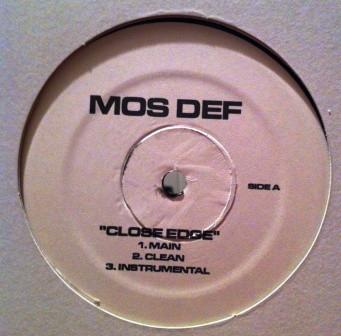 MOS DEF
SIDE A
"CLOSE EDGE"
1. MAIN
2. CLEAN
3. INSTRUMENTAL